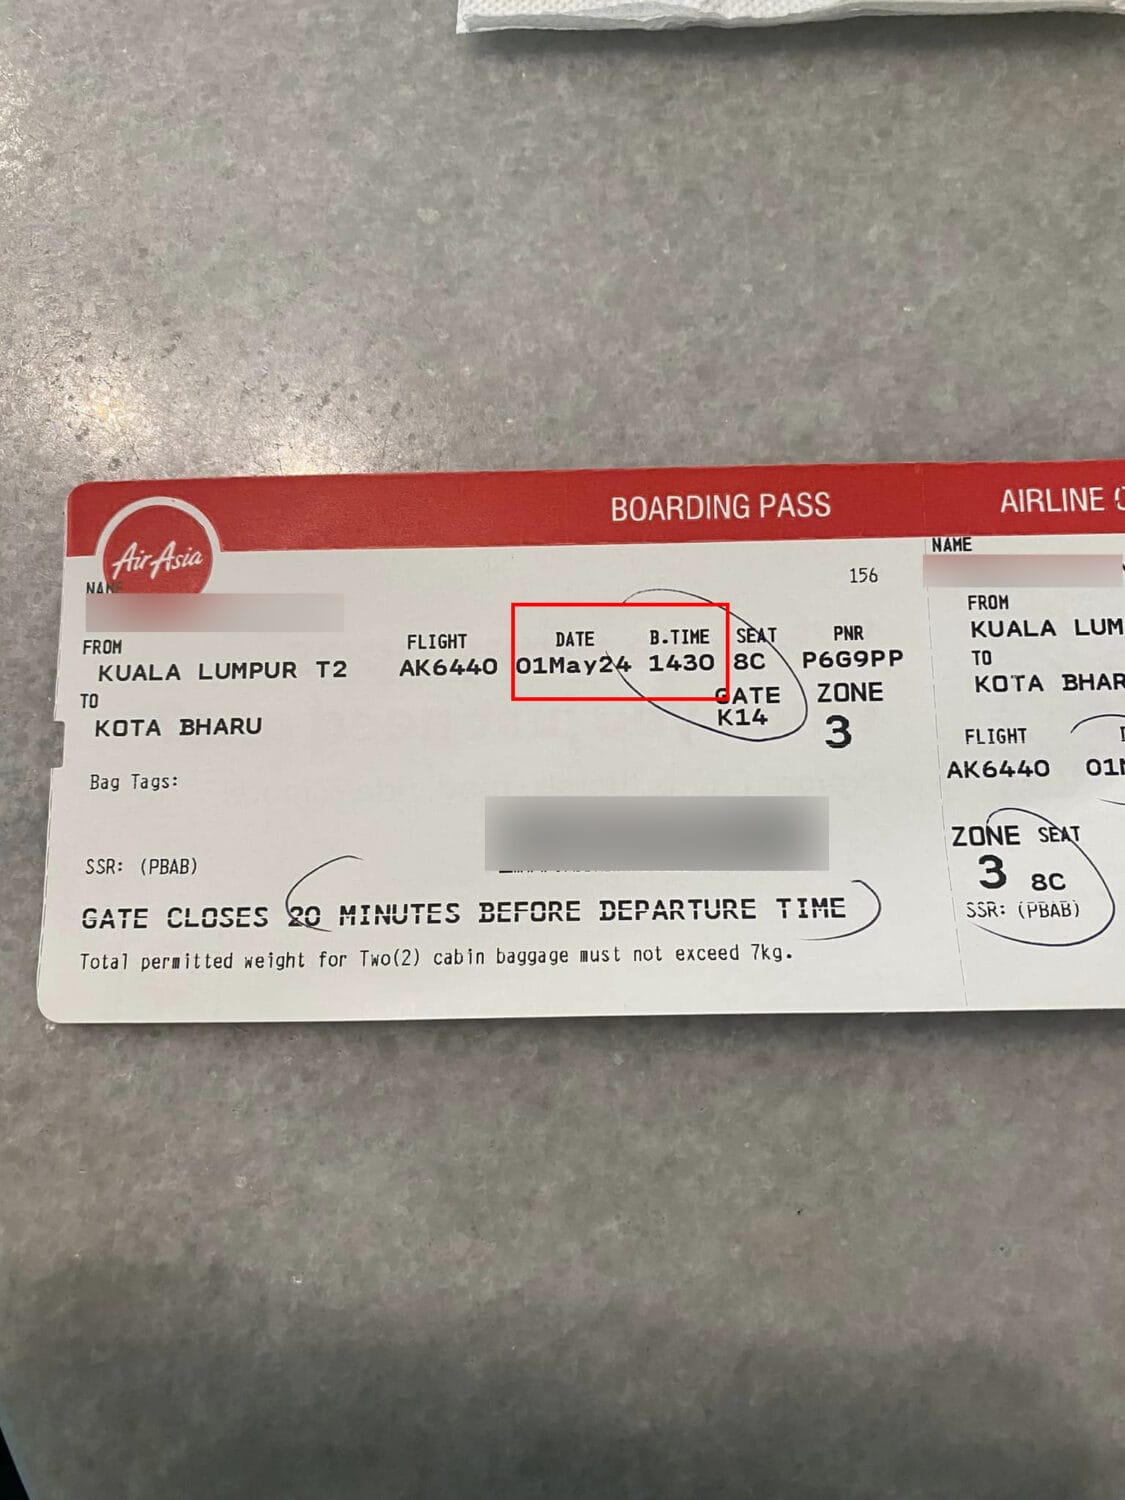 BOARDING PASS
AirAsia
156
NAME
FROM FLIGHT DATE B.TIME SEAT PNR
KUALA LUMPUR T2 AK6440 01May24 1430 8C P6G9PP
TO GATE ZONE
KOTA BHARU K14 3
Bag Tags:
SSR: (PBAB)
GATE CLOSES 20 MINUTES BEFORE DEPARTURE TIME
Total permitted weight for Two(2) cabin baggage must not exceed 7kg.
AIRLINE
NAME
FROM
KUALA LUM
TO
KOTA BHAR
FLIGHT
AK6440 01
ZONE SEAT
3 8C
SSR: (PBAB)